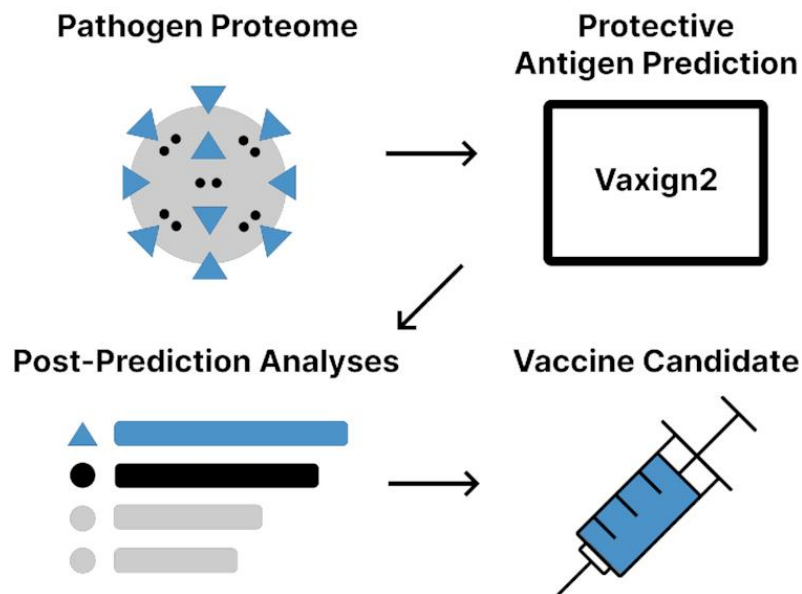 Pathogen Proteome
Protective
Antigen Prediction
Vaxign2
Post-Prediction Analyses
Vaccine Candidate